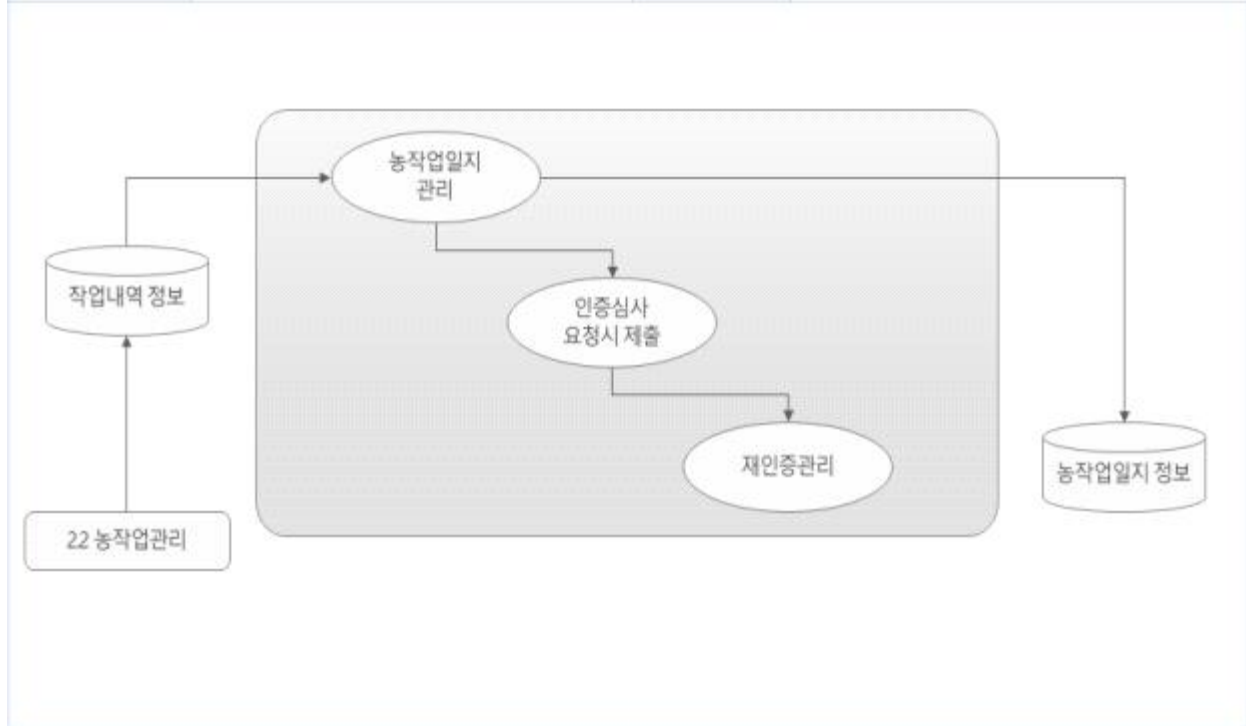 농작업일지
관리
작업내역 정보
인증심사
요청시 제출
재인증관리
농작업일지 정보
22 농작업관리